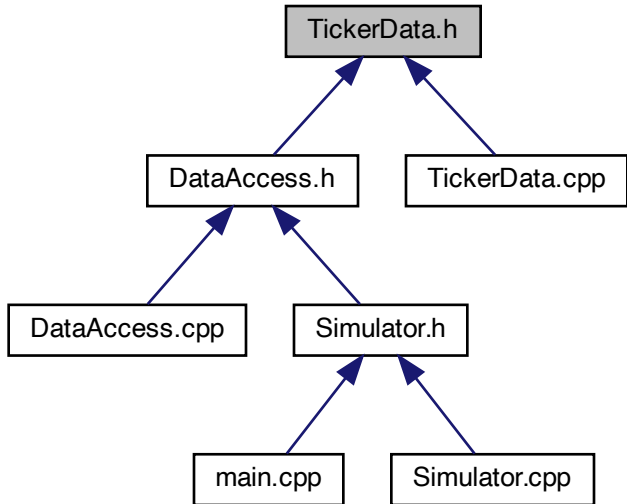 TickerData.h
DataAccess.h
TickerData.cpp
DataAccess.cpp
Simulator.h
main.cpp
Simulator.cpp